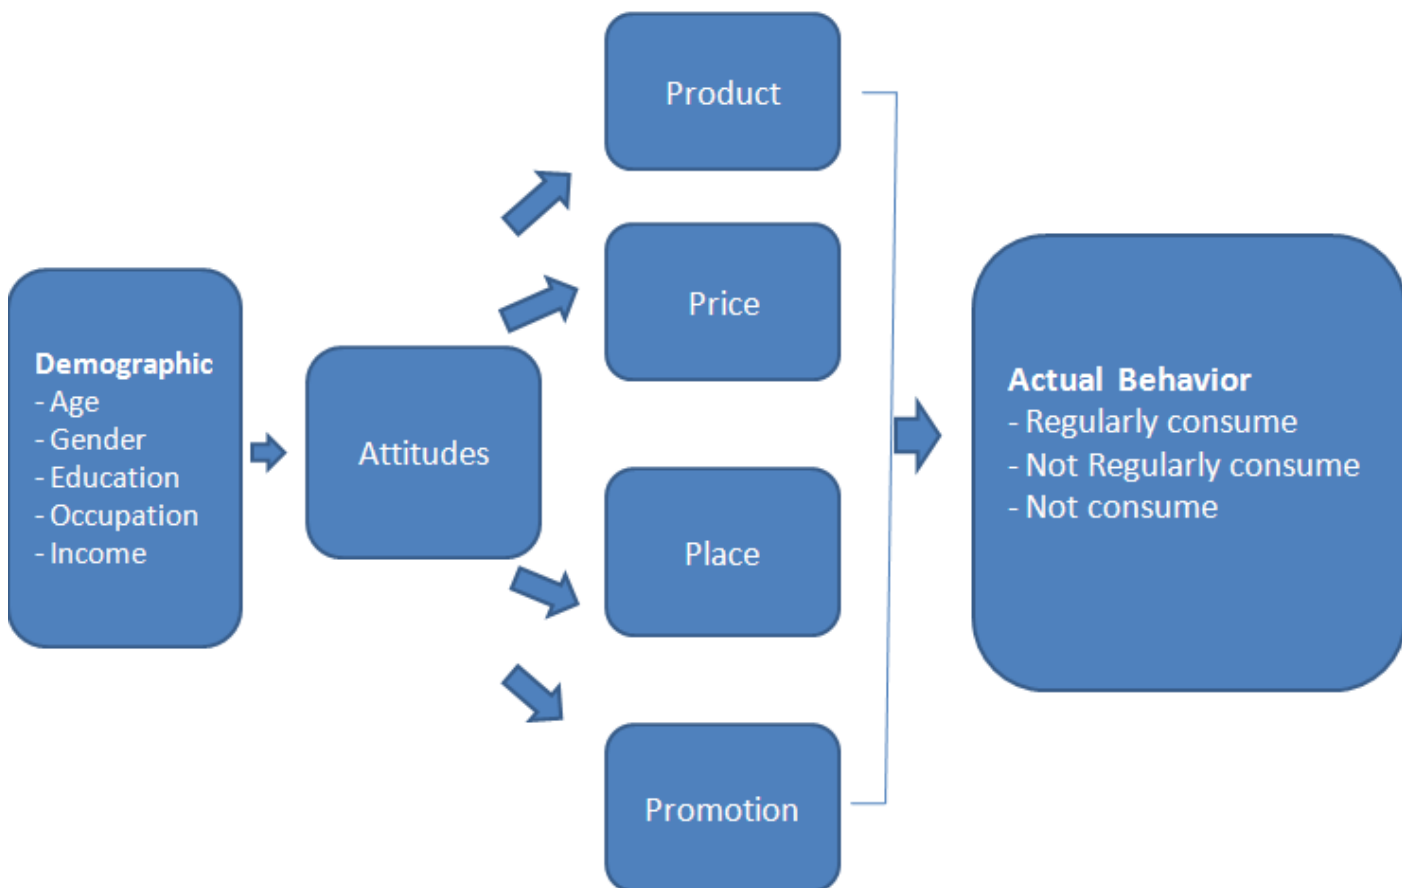 Demographic
- Age
- Gender
- Education
- Occupation
- Income
Attitudes
Product
Price
Place
Promotion
Actual Behavior
- Regularly consume
- Not Regularly consume
- Not consume